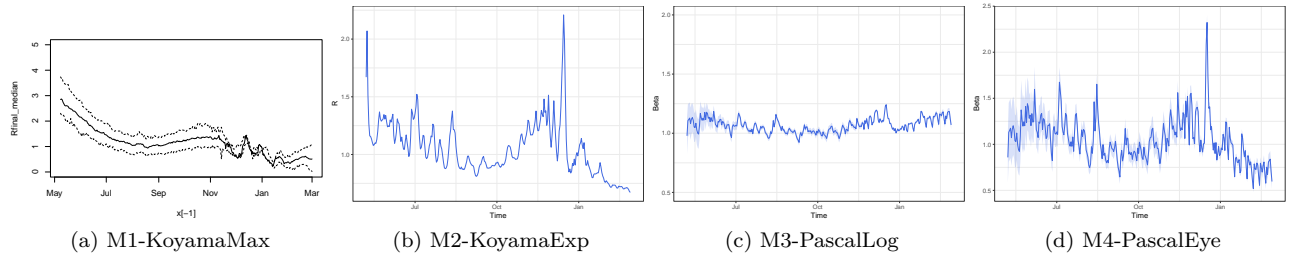 5
4
3
2
1
0
Rfinal_median
May
Jul
Sep
Nov
Jan
Mar
x[−1]
(a) M1-KoyamaMax
2.0
1.5
1.0
R
Jul
Oct
Jan
Time
(b) M2-KoyamaExp
2.0
1.5
1.0
0.5
Beta
Jul
Oct
Jan
Time
(c) M3-PascalLog
2.5
2.0
1.5
1.0
0.5
Beta
Jul
Oct
Jan
Time
(d) M4-PascalEye